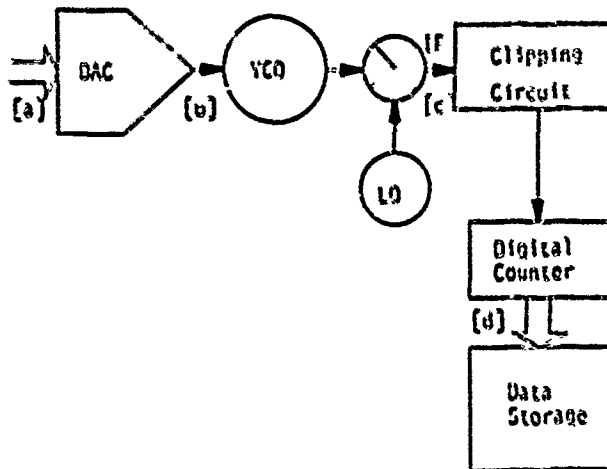 DAC
VCO
IF
Clipping
Circuit
[a]
[b]
[c]
LO
Digital
Counter
[d]
Data
Storage